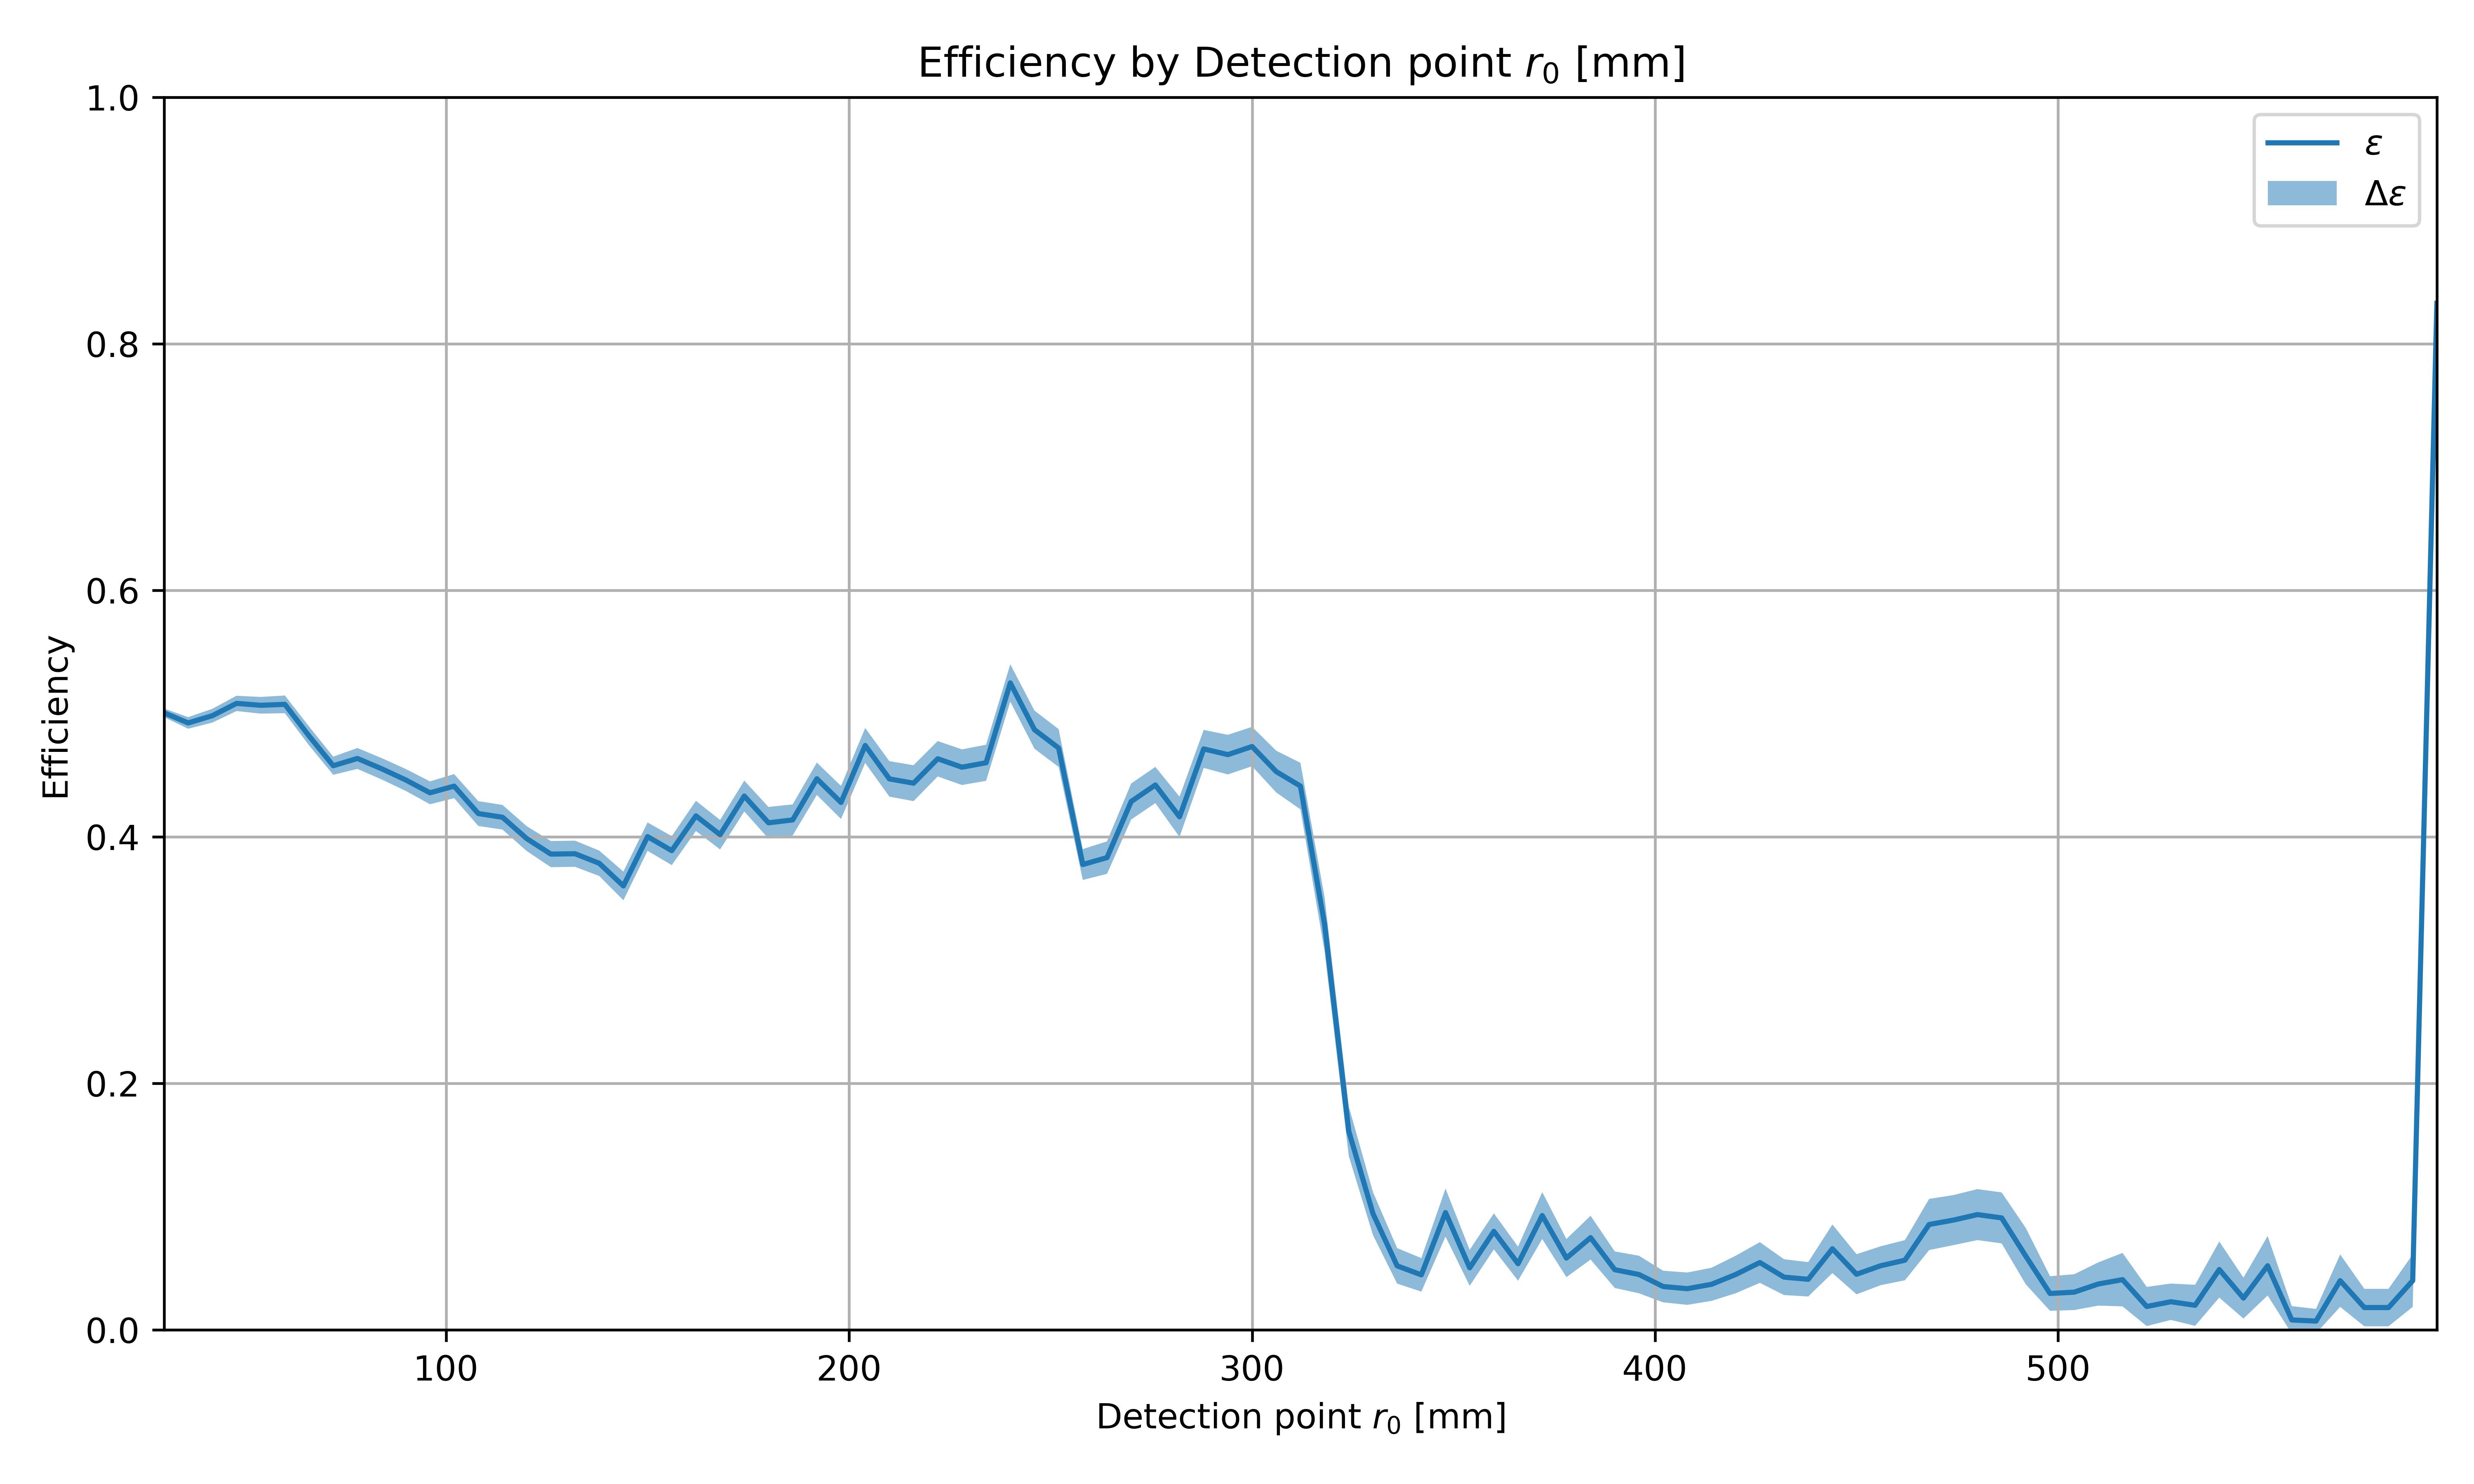 Efficiency by Detection point r₀ [mm]
1.0
0.8
0.6
0.4
0.2
0.0
Efficiency
ε
Δε
100 200 300 400 500
Detection point r₀ [mm]